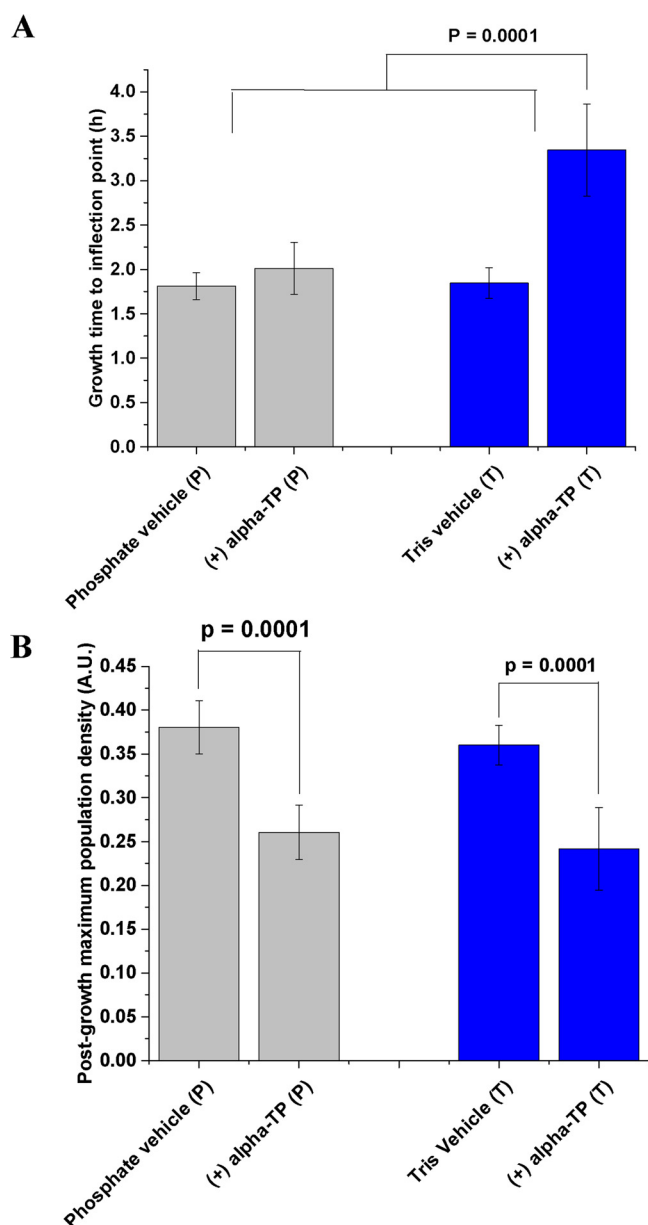 A
P = 0.0001
Growth time to inflection point (h)
4.0
3.5
3.0
2.5
2.0
1.5
1.0
0.5
0.0
Phosphate vehicle (P)
(+) alpha-TP (P)
Tris vehicle (T)
(+) alpha-TP (T)
B
p = 0.0001
p = 0.0001
Post-growth maximum population density (A.U.)
0.45
0.40
0.35
0.30
0.25
0.20
0.15
0.10
0.05
0.00
Phosphate vehicle (P)
(+) alpha-TP (P)
Tris Vehicle (T)
(+) alpha-TP (T)